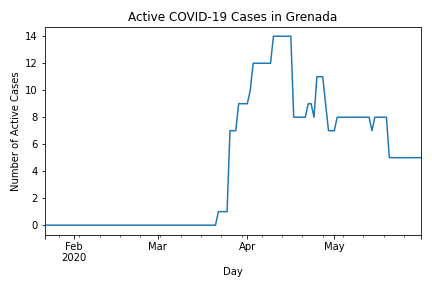 Active COVID-19 Cases in Grenada
14
12
10
8
6
4
2
0
Number of Active Cases
Feb Mar Apr May
2020
Day